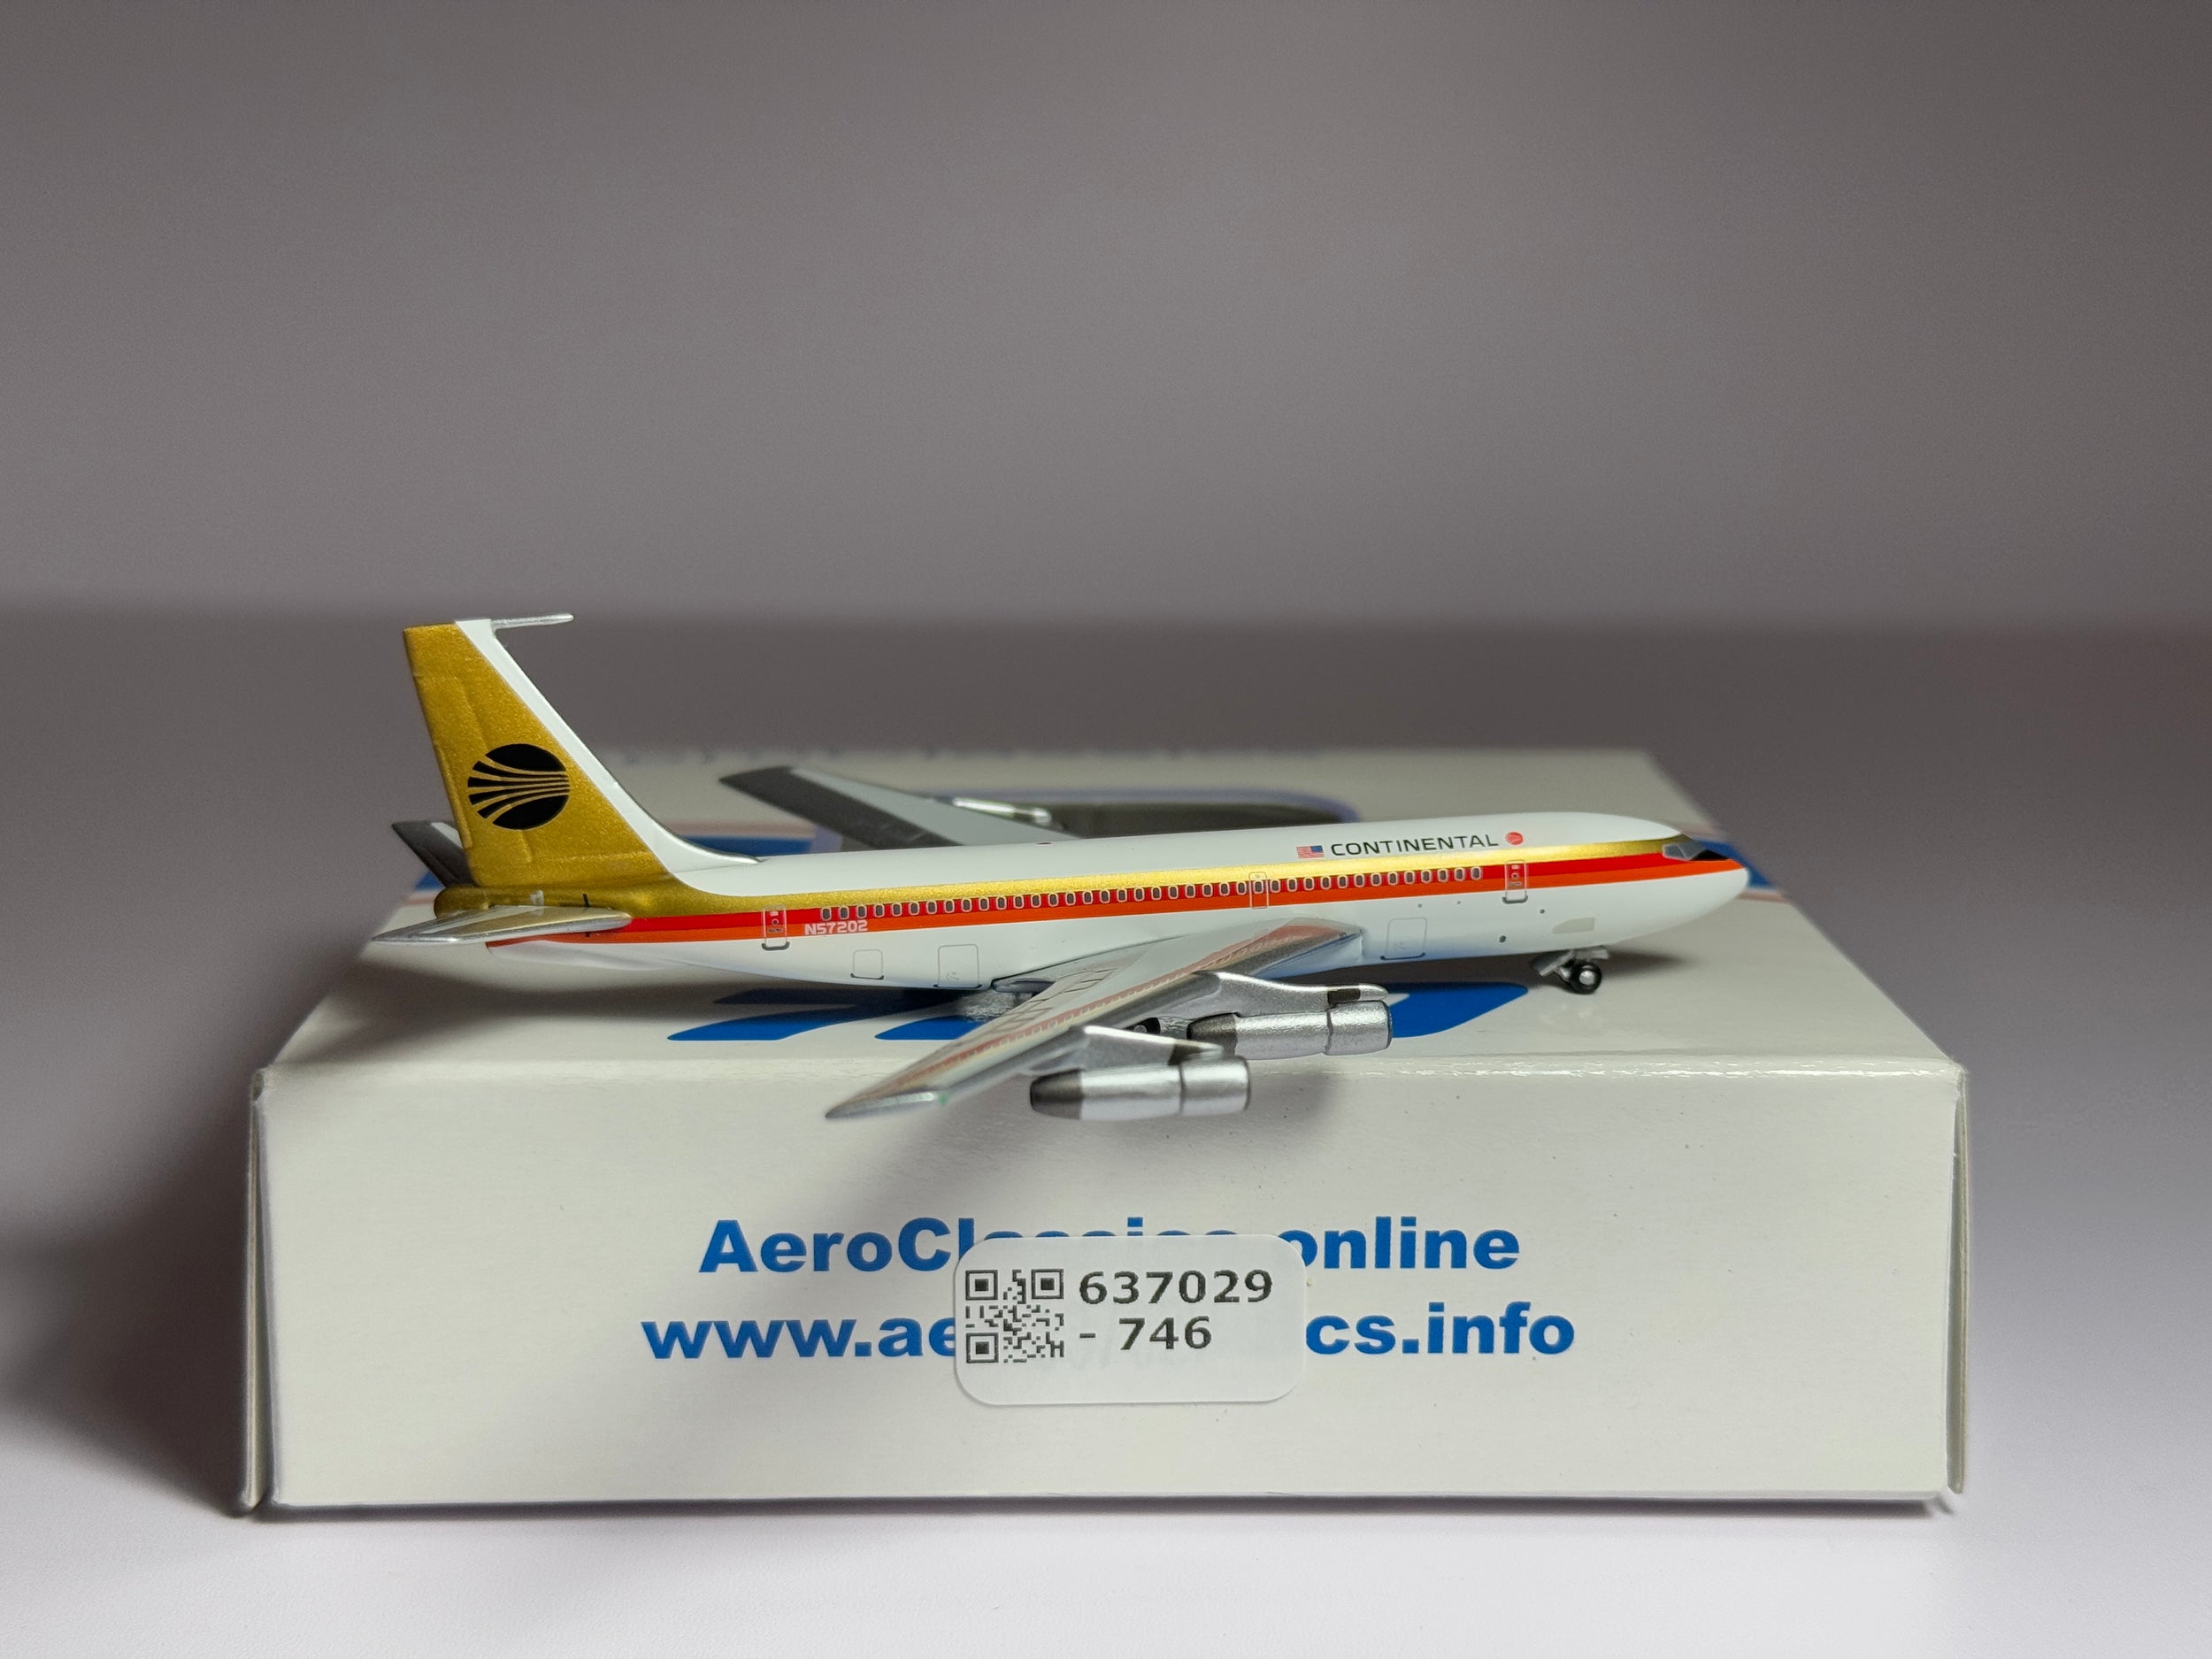 CONTINENTAL
N57202
AeroCl online
637029
- 746
www.ae cs.info